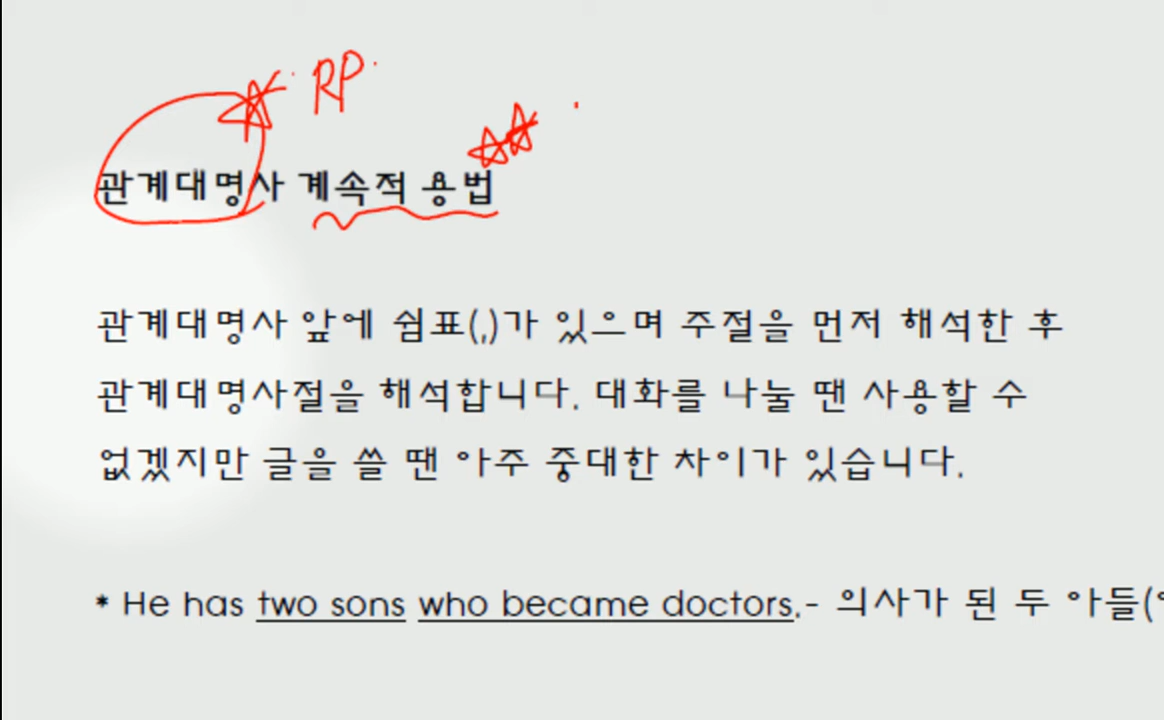 RP
관계대명사 계속적 용법
관계대명사 앞에 쉼표(,)가 있으며 주절을 먼저 해석한 후
관계대명사절을 해석합니다. 대화를 나눌 땐 사용할 수
없겠지만 글을 쓸 땐 아주 중대한 차이가 있습니다.
* He has two sons who became doctors.- 의사가 된 두 아들(